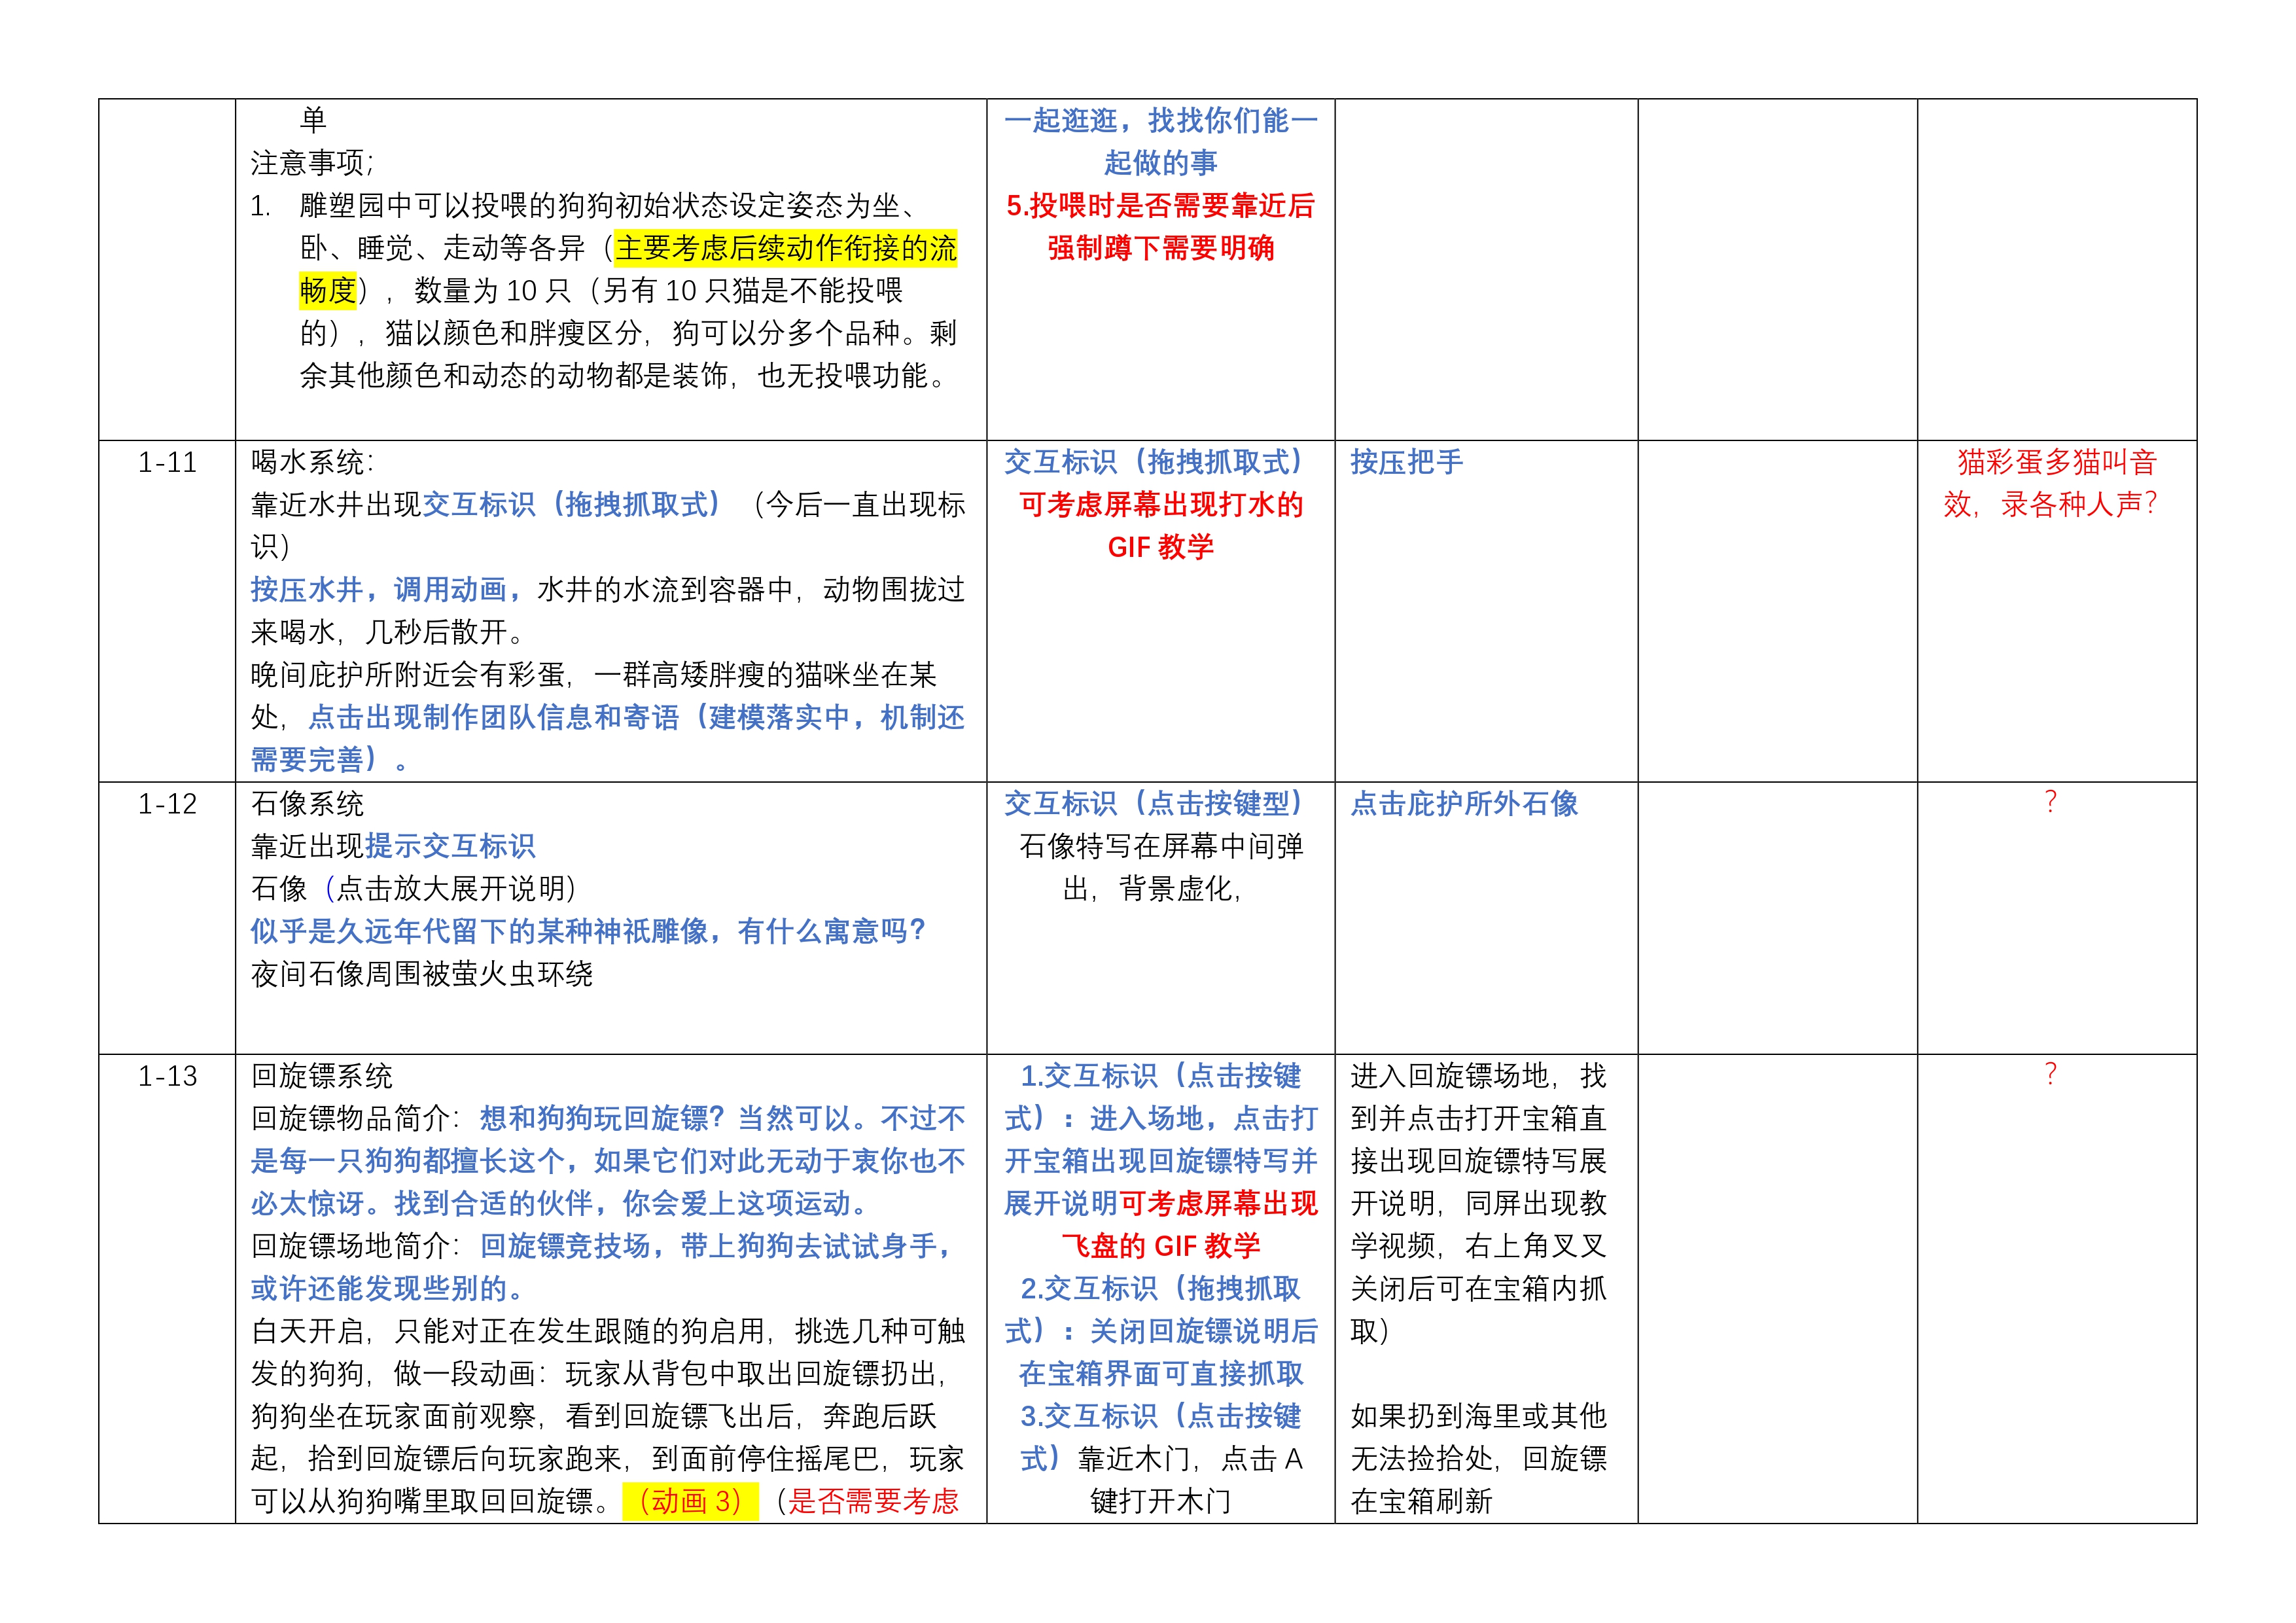 单
注意事项；
1. 雕塑园中可以投喂的狗狗初始状态设定姿态为坐、
卧、睡觉、走动等各异（主要考虑后续动作衔接的流
畅度），数量为 10 只（另有 10 只猫是不能投喂
的），猫以颜色和胖瘦区分，狗可以分多个品种。剩
余其他颜色和动态的动物都是装饰，也无投喂功能。
一起逛逛，找找你们能一
起做的事
5.投喂时是否需要靠近后
强制蹲下需要明确
1-11
喝水系统：
靠近水井出现交互标识（拖拽抓取式）（今后一直出现标
识）
按压水井，调用动画，水井的水流到容器中，动物围拢过
来喝水，几秒后散开。
晚间庇护所附近会有彩蛋，一群高矮胖瘦的猫咪坐在某
处，点击出现制作团队信息和寄语（建模落实中，机制还
需要完善）。
交互标识（拖拽抓取式）
可考虑屏幕出现打水的
GIF 教学
按压把手
猫彩蛋多猫叫音
效，录各种人声？
1-12
石像系统
靠近出现提示交互标识
石像（点击放大展开说明）
似乎是久远年代留下的某种神祇雕像，有什么寓意吗？
夜间石像周围被萤火虫环绕
交互标识（点击按键型）
石像特写在屏幕中间弹
出，背景虚化，
点击庇护所外石像
？
1-13
回旋镖系统
回旋镖物品简介：想和狗狗玩回旋镖？当然可以。不过不
是每一只狗狗都擅长这个，如果它们对此无动于衷你也不
必太惊讶。找到合适的伙伴，你会爱上这项运动。
回旋镖场地简介：回旋镖竞技场，带上狗狗去试试身手，
或许还能发现些别的。
白天开启，只能对正在发生跟随的狗启用，挑选几种可触
发的狗狗，做一段动画：玩家从背包中取出回旋镖扔出，
狗狗坐在玩家面前观察，看到回旋镖飞出后，奔跑后跃
起，拾到回旋镖后向玩家跑来，到面前停住摇尾巴，玩家
可以从狗狗嘴里取回回旋镖。（动画 3）（是否需要考虑
1.交互标识（点击按键
式）：进入场地，点击打
开宝箱出现回旋镖特写并
展开说明可考虑屏幕出现
飞盘的 GIF 教学
2.交互标识（拖拽抓取
式）：关闭回旋镖说明后
在宝箱界面可直接抓取
3.交互标识（点击按键
式）靠近木门，点击 A
键打开木门
进入回旋镖场地，找
到并点击打开宝箱直
接出现回旋镖特写展
开说明，同屏出现教
学视频，右上角叉叉
关闭后可在宝箱内抓
取）
如果扔到海里或其他
无法捡拾处，回旋镖
在宝箱刷新
？